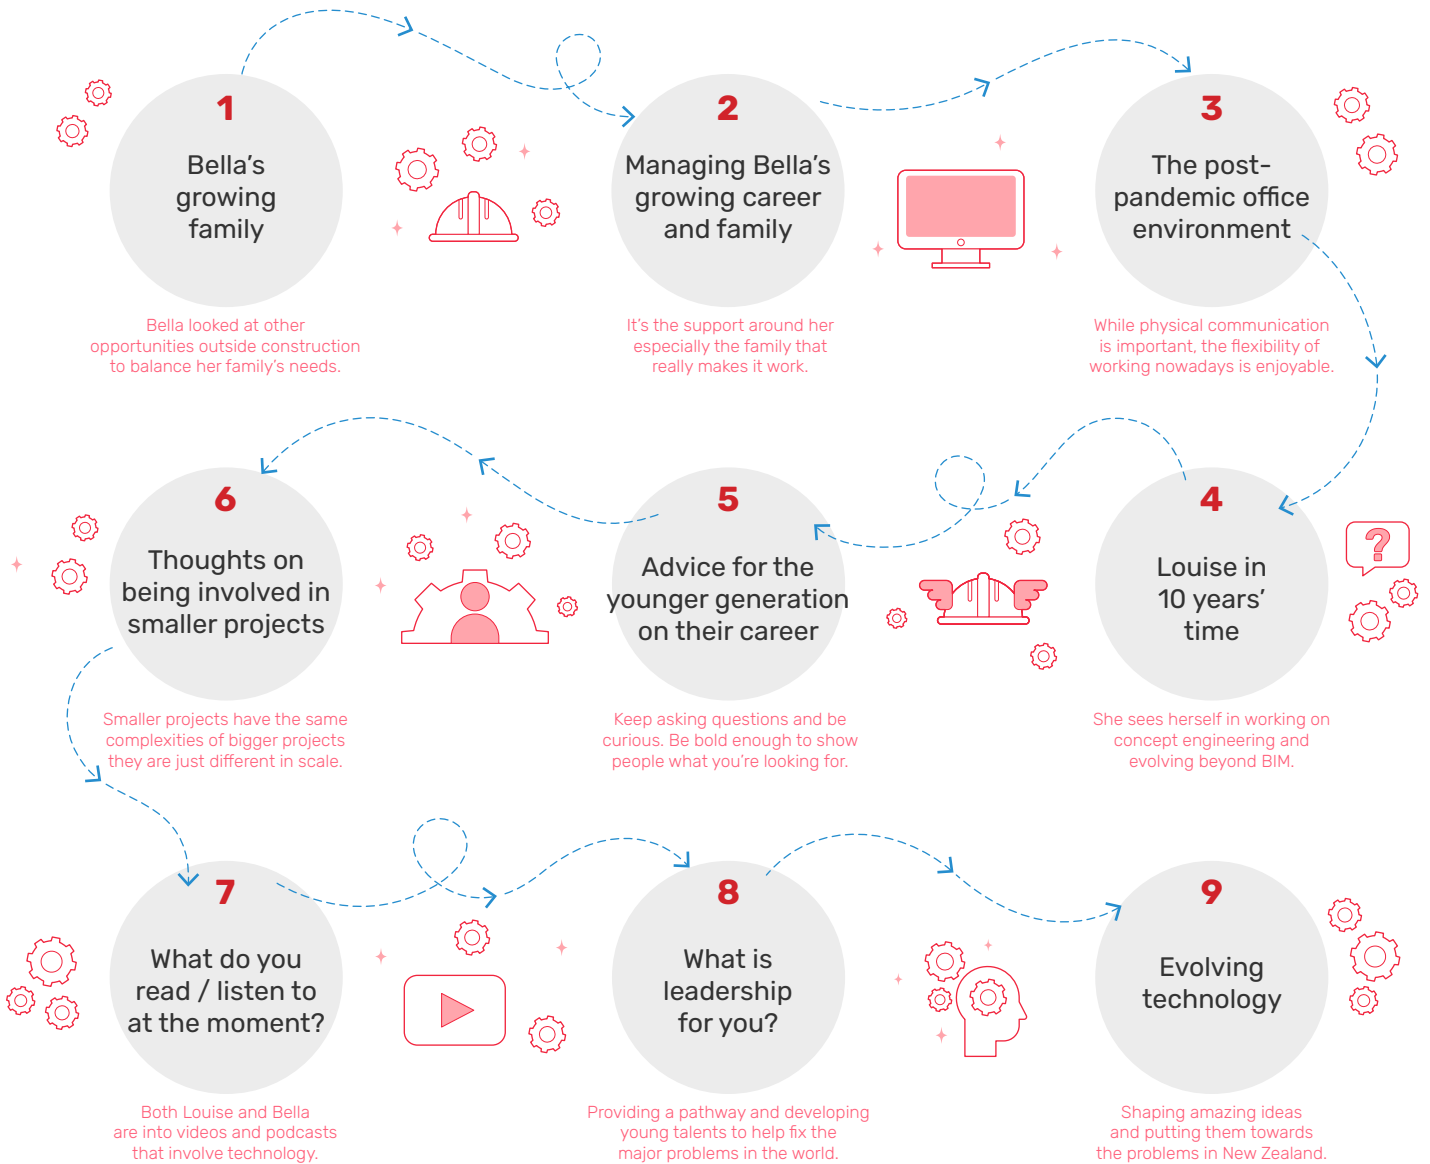 1
Bella’s
growing
family
Bella looked at other
opportunities outside construction
to balance her family’s needs.
2
Managing Bella’s
growing career
and family
It’s the support around her
especially the family that
really makes it work.
3
The post-
pandemic office
environment
While physical communication
is important, the flexibility of
working nowadays is enjoyable.
4
Louise in
10 years’
time
She sees herself in working on
concept engineering and
evolving beyond BIM.
?
5
Advice for the
younger generation
on their career
Keep asking questions and be
curious. Be bold enough to show
people what you’re looking for.
6
Thoughts on
being involved in
smaller projects
Smaller projects have the same
complexities of bigger projects
they are just different in scale.
7
What do you
read / listen to
at the moment?
Both Louise and Bella
are into videos and podcasts
that involve technology.
8
What is
leadership
for you?
Providing a pathway and developing
young talents to help fix the
major problems in the world.
9
Evolving
technology
Shaping amazing ideas
and putting them towards
the problems in New Zealand.